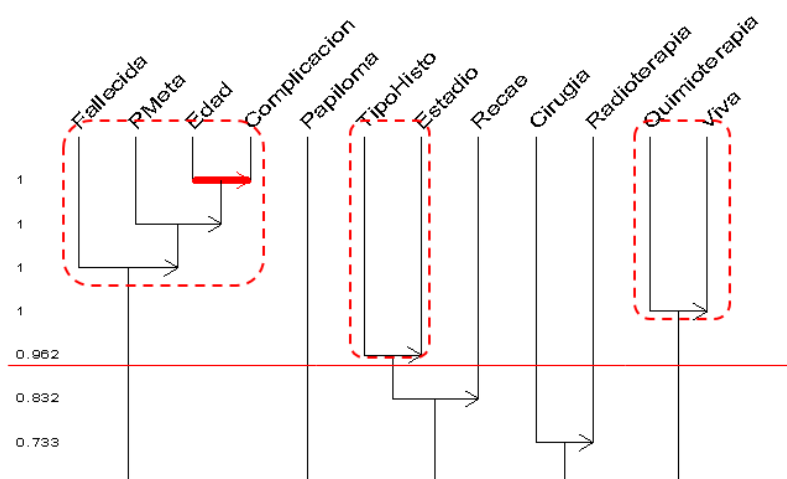 Fallecida
PMeta
Edad
Complicacion
Papiloma
TipoHisto
Estadio
Recae
Cirugia
Radioterapia
Quimioterapia
Viva
1
1
1
1
0.962
0.832
0.733